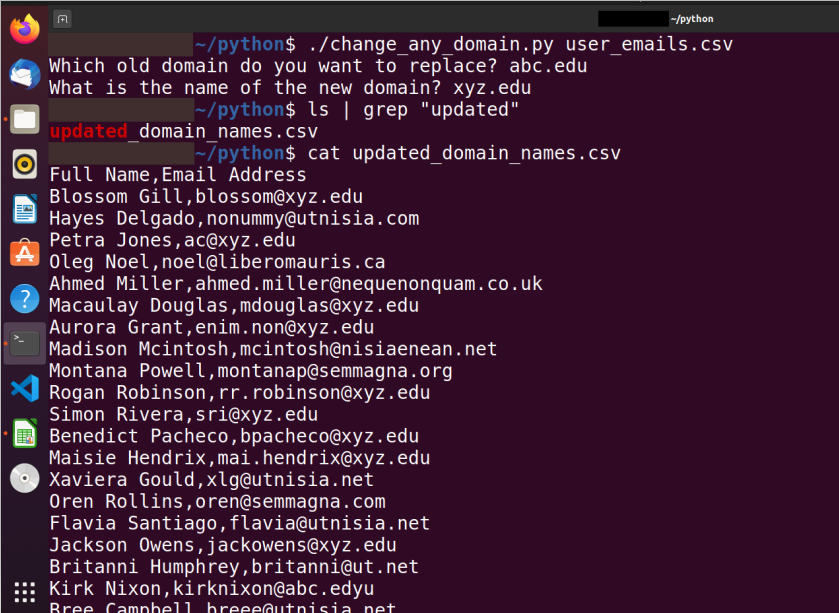 ~/python
~/python$ ./change_any_domain.py user_emails.csv
Which old domain do you want to replace? abc.edu
What is the name of the new domain? xyz.edu
~/python$ ls | grep "updated"
updated_domain_names.csv
~/python$ cat updated_domain_names.csv
Full Name,Email Address
Blossom Gill,blossom@xyz.edu
Hayes Delgado,nonummy@utnisia.com
Petra Jones,ac@xyz.edu
Oleg Noel,noel@liberomauris.ca
Ahmed Miller,ahmed.miller@nequenonquam.co.uk
Macaulay Douglas,mdouglas@xyz.edu
Aurora Grant,enim.non@xyz.edu
Madison Mcintosh,mcintosh@nisiaenean.net
Montana Powell,montanap@semmagna.org
Rogan Robinson,rr.robinson@xyz.edu
Simon Rivera,sri@xyz.edu
Benedict Pacheco,bpacheco@xyz.edu
Maisie Hendrix,mai.hendrix@xyz.edu
Xaviera Gould,xlg@utnisia.net
Oren Rollins,oren@semmagna.com
Flavia Santiago,flavia@utnisia.net
Jackson Owens,jackowens@xyz.edu
Britanni Humphrey,britanni@ut.net
Kirk Nixon,kirknixon@abc.edyu
Bree Campbell,breee@utnisia.net